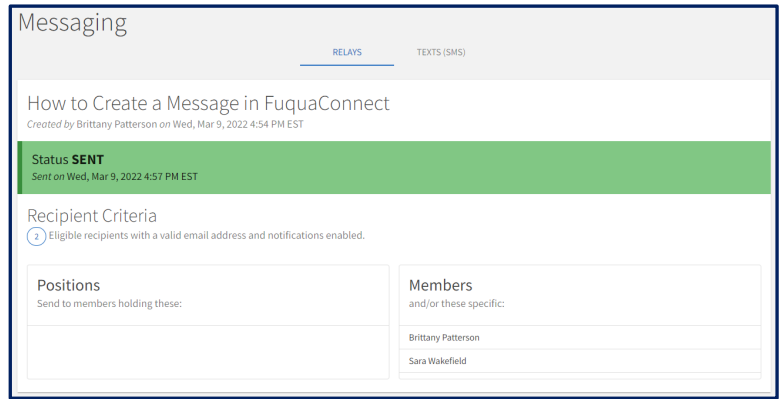 Messaging
RELAYS TEXTS (SMS)
How to Create a Message in FuquaConnect
Created by Brittany Patterson on Wed, Mar 9, 2022 4:54 PM EST
Status SENT
Sent on Wed, Mar 9, 2022 4:57 PM EST
Recipient Criteria
2 Eligible recipients with a valid email address and notifications enabled.
Positions
Send to members holding these:
Members
and/or these specific:
Brittany Patterson
Sara Wakefield